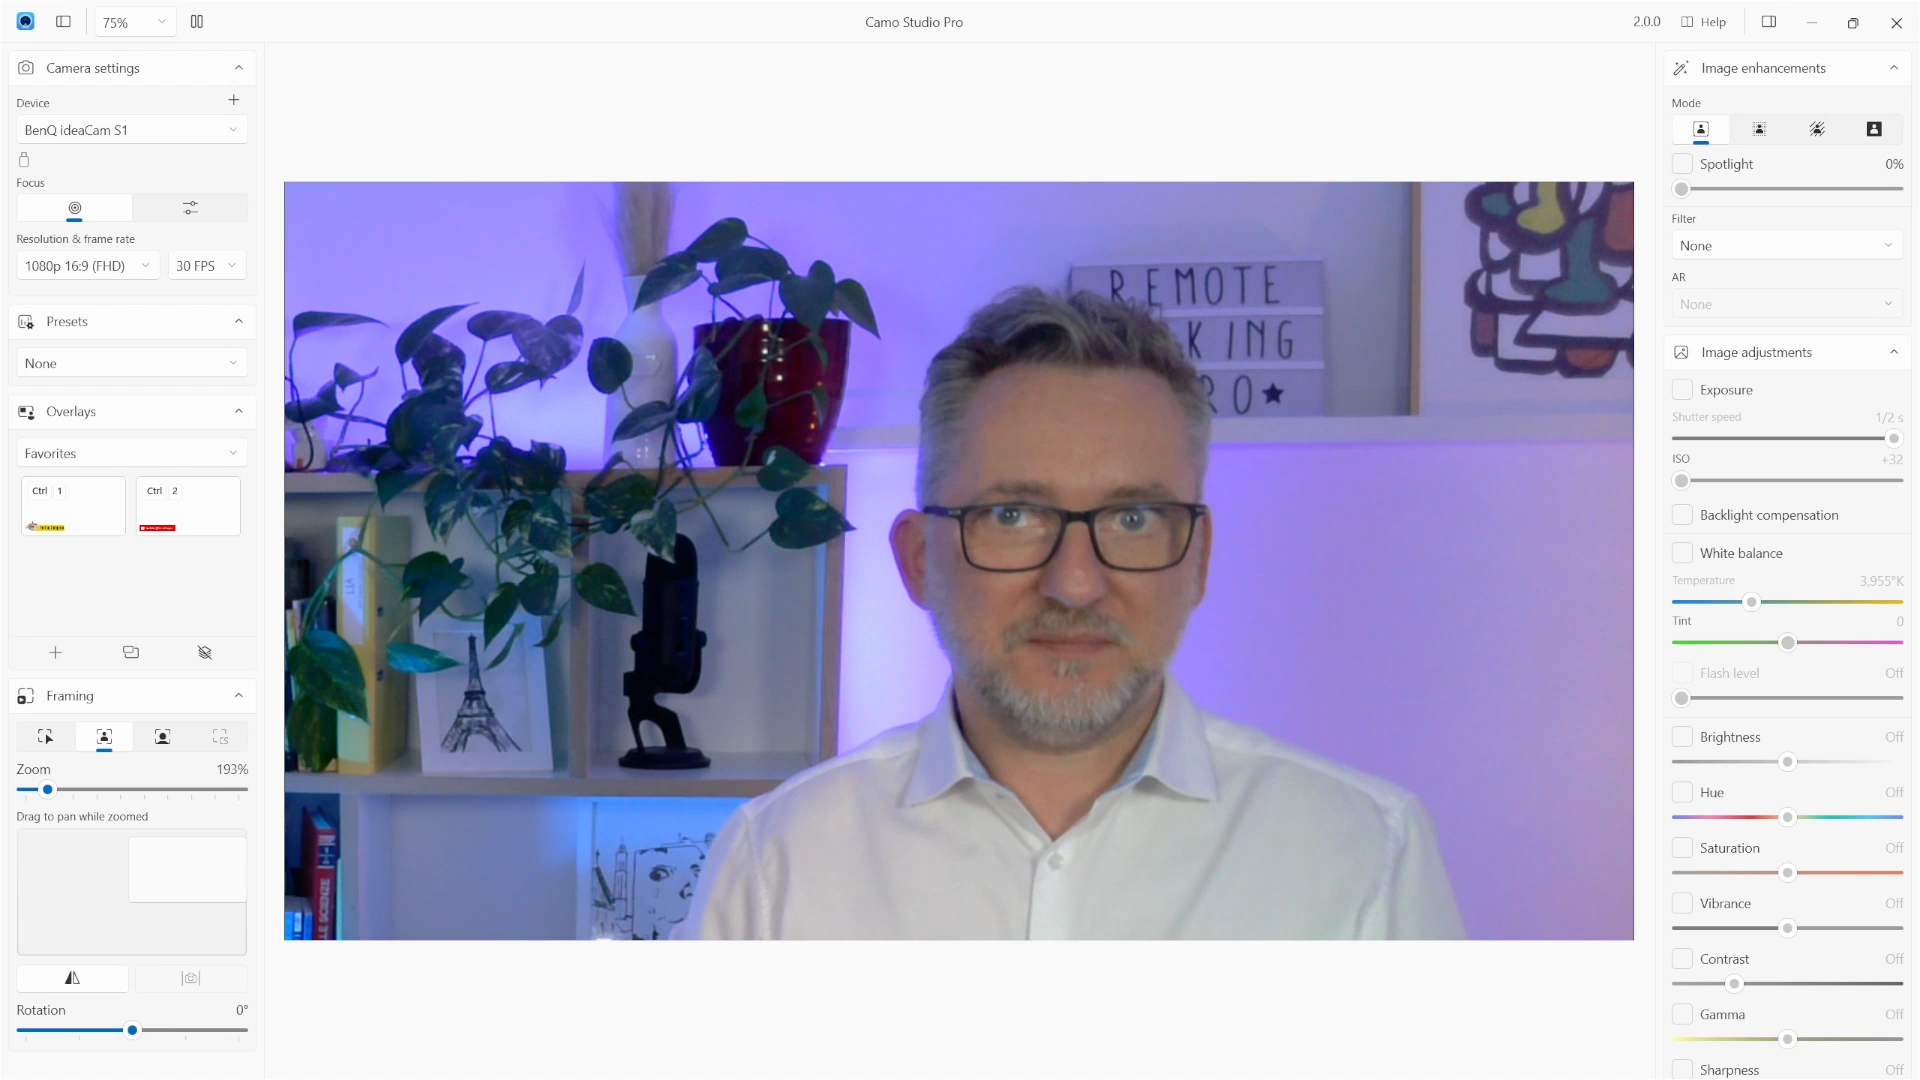 75%
Camo Studio Pro
2.0.0
Help
Camera settings
Device
BenQ ideaCam S1
Focus
Resolution & frame rate
1080p 16:9 (FHD)
30 FPS
Presets
None
Overlays
Favorites
Ctrl 1
Ctrl 2
Framing
Zoom
193%
Drag to pan while zoomed
Rotation
0°
REMOTE
KING
RO
LE SCIENZE
Image enhancements
Mode
Spotlight
0%
Filter
None
AR
None
Image adjustments
Exposure
Shutter speed
1/2 s
ISO
+32
Backlight compensation
White balance
Temperature
3,955°K
Tint
0
Flash level
Off
Brightness
Off
Hue
Off
Saturation
Off
Vibrance
Off
Contrast
Off
Gamma
Off
Sharpness
Off